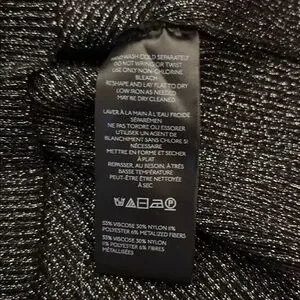 HAND WASH COLD SEPARATELY
DO NOT WRING OR TWIST
USE ONLY NON-CHLORINE
BLEACH
RESHAPE AND LAY FLAT TO DRY
LOW IRON AS NEEDED
MAY BE DRY CLEANED
LAVER À LA MAIN À L'EAU FROIDE
SÉPARÉMENT
NE PAS TORDRE OU ESSORER
UTILISER UN AGENT DE
BLANCHIMENT SANS CHLORE SI
NÉCESSAIRE
METTRE EN FORME ET SÉCHER
À PLAT
REPASSER, AU BESOIN, À TRÈS
BASSE TEMPÉRATURE
PEUT-ÊTRE ÊTRE NETTOYÉE
À SEC
53% VISCOSE 30% NYLON 11%
POLYESTER 6% METALIZED FIBERS
53% VISCOSE 30% NYLON 11%
POLYESTER 6% FIBRES
MÉTALLISÉES